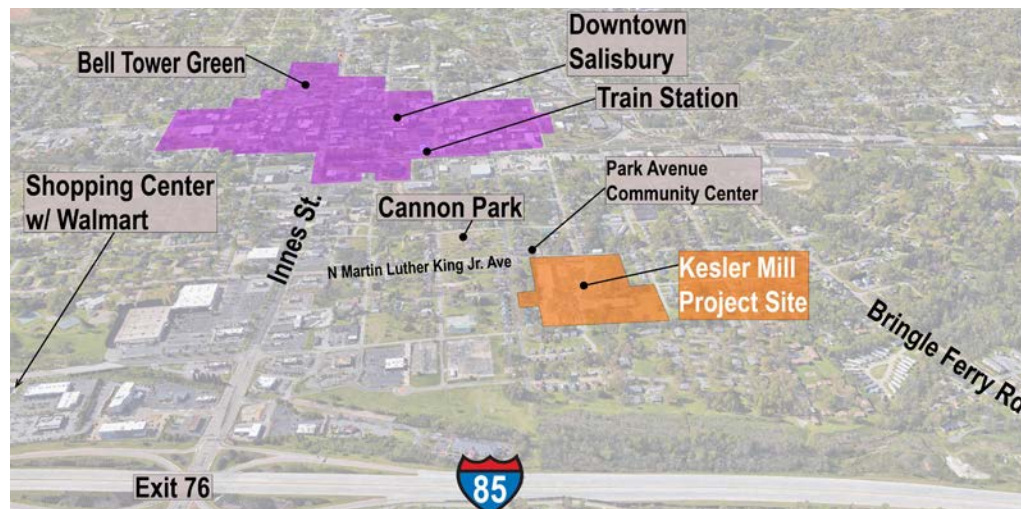 Downtown
Salisbury
Bell Tower Green
Train Station
Park Avenue
Community Center
Shopping Center
w/ Walmart
Innes St.
Cannon Park
N Martin Luther King Jr. Ave
Kesler Mill
Project Site
Bringle Ferry Rd
Exit 76
85